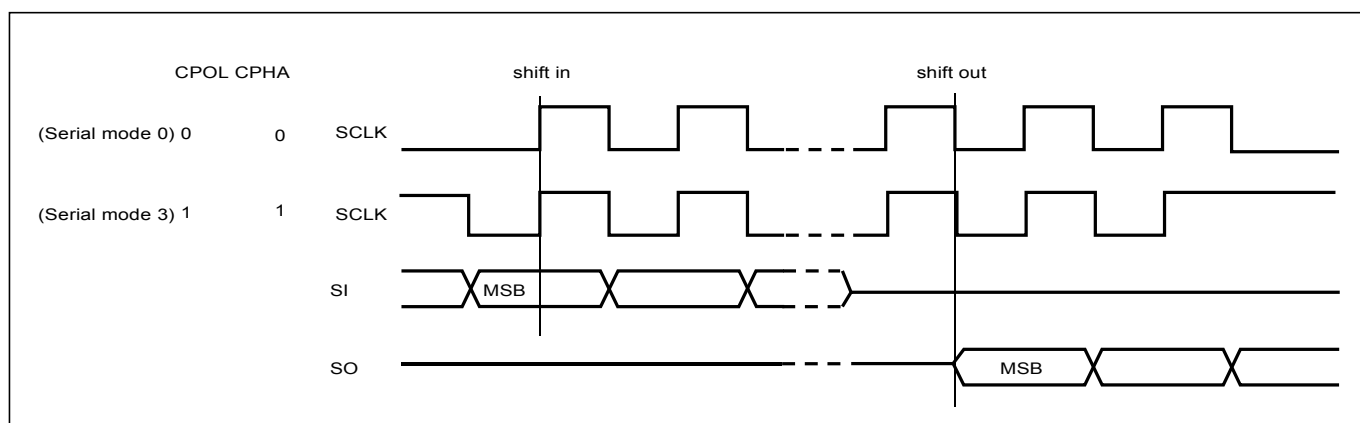 CPOL CPHA shift in shift out
(Serial mode 0) 0 0 SCLK
(Serial mode 3) 1 1 SCLK
SI MSB
SO MSB